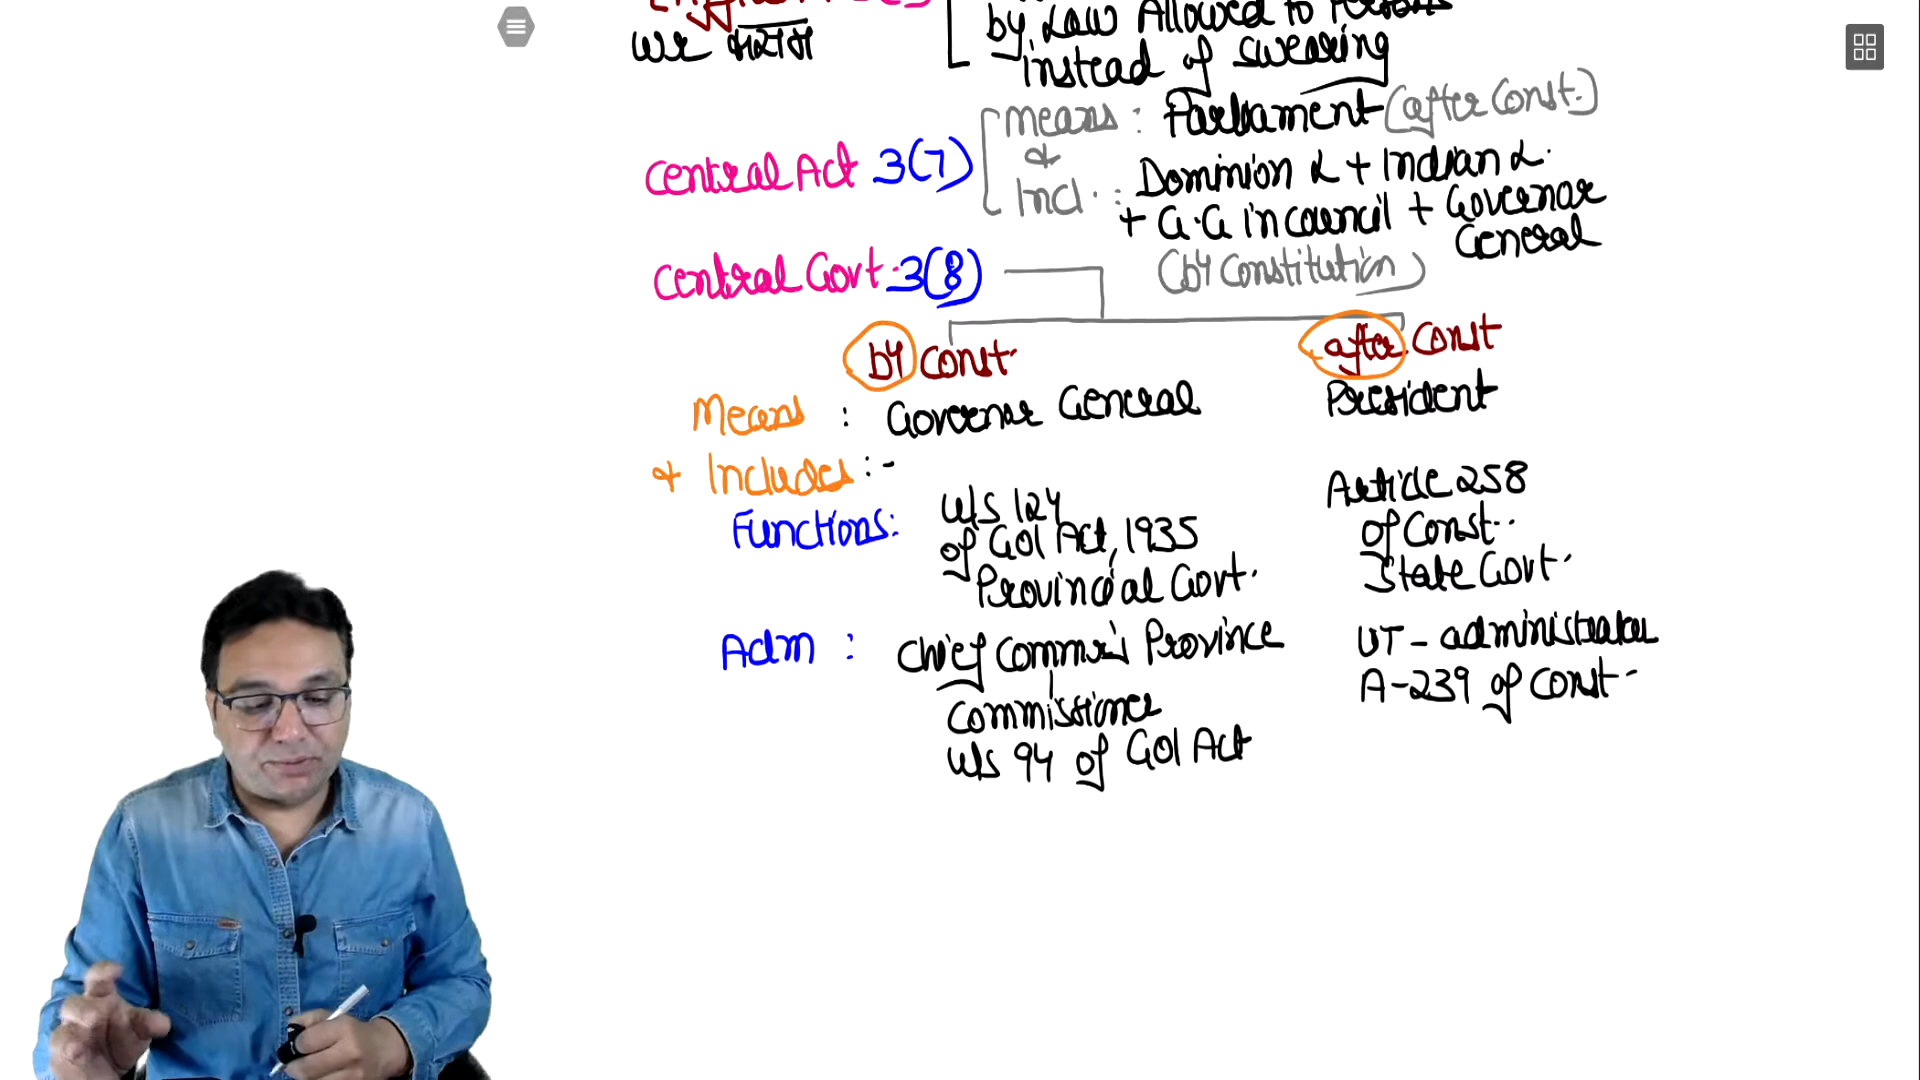 we
by Law Allowed to Persons
instead of swearing
Central Act 3(7)
Means : Parliament (after Const.)
&
Incl. : Dominion L + Indian L.
+ G.G in council + Governor
General
(by Constitution)
Central Govt. 3(8)
by Const.
after Const
Means : Governor General
President
& Includes :-
Functions: u/s 124
of GOI Act, 1935
Provincial Govt.
Article 258
of Const..
State Govt.
Adm : Chief Commr's Province
Commissioner
u/s 94 of GOI Act
UT - administrator
A-239 of Const.